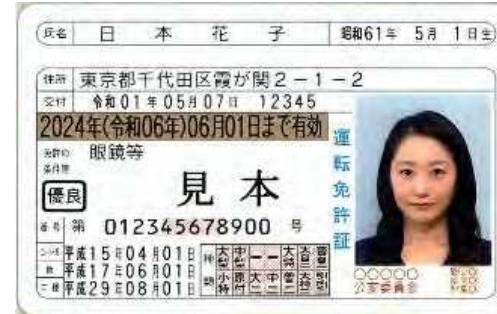 氏名 日本花子 昭和61年 5月 1日生
住所 東京都千代田区霞が関2-1-2
交付 令和01年05月07日 12345
2024年(令和06年)06月01日まで有効
免許の条件等 眼鏡等
優良
見本
番号 第 012345678900 号
平成15年04月01日
他 平成17年06月01日
二種 平成29年08月01日
種類
運転免許証
公安委員会